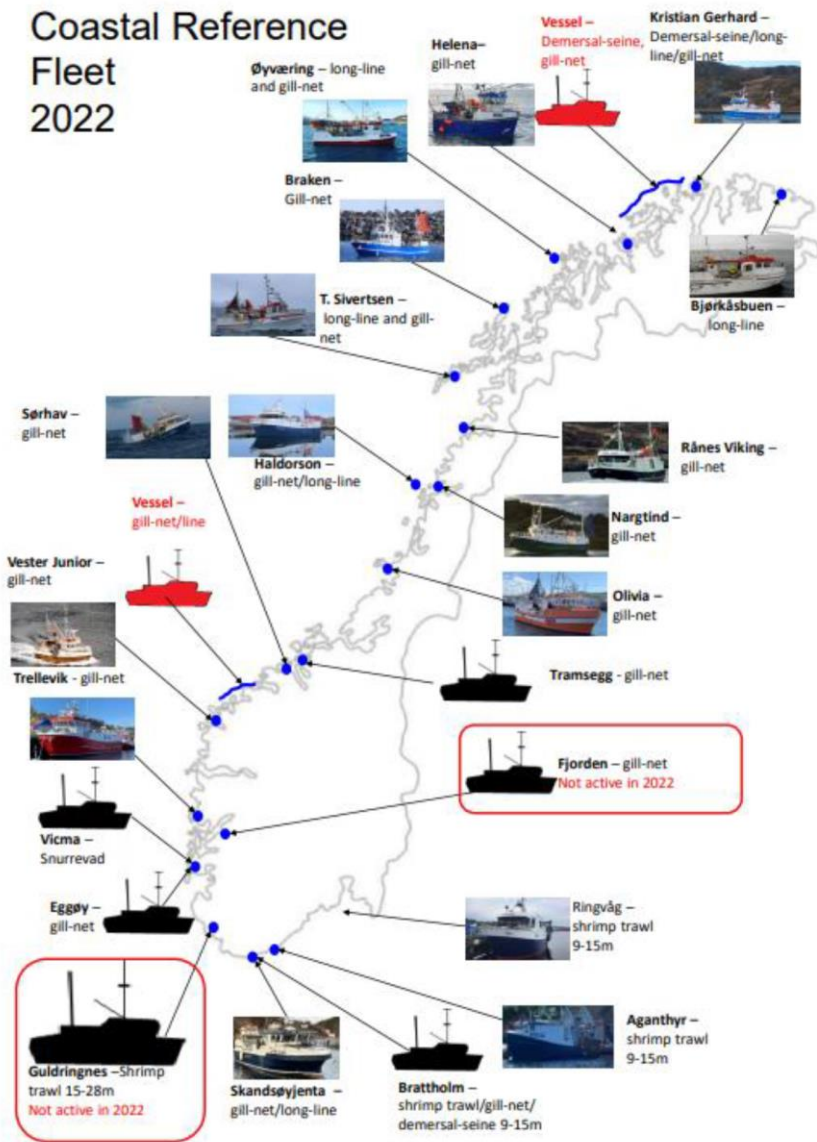 Coastal Reference
Fleet
2022
Øyværing – long-line
and gill-net
Helena–
gill-net
Vessel –
Demersal-seine,
gill-net
Kristian Gerhard –
Demersal-seine/long-
line/gill-net
Braken –
Gill-net
T. Sivertsen –
long-line and gill-
net
Bjørkåsbuen –
long-line
Sørhav –
gill-net
Haldorson –
gill-net/long-line
Rånes Viking –
gill-net
Vessel –
gill-net/line
Nargtind –
gill-net
Vester Junior –
gill-net
Olivia –
gill-net
Trellevik - gill-net
Tramsegg - gill-net
Fjorden – gill-net
Not active in 2022
Vicma –
Snurrevad
Eggøy –
gill-net
Ringvåg –
shrimp trawl
9-15m
Guldringnes –Shrimp
trawl 15-28m
Not active in 2022
Skandsøyjenta –
gill-net/long-line
Brattholm –
shrimp trawl/gill-net/
demersal-seine 9-15m
Aganthyr –
shrimp trawl
9-15m